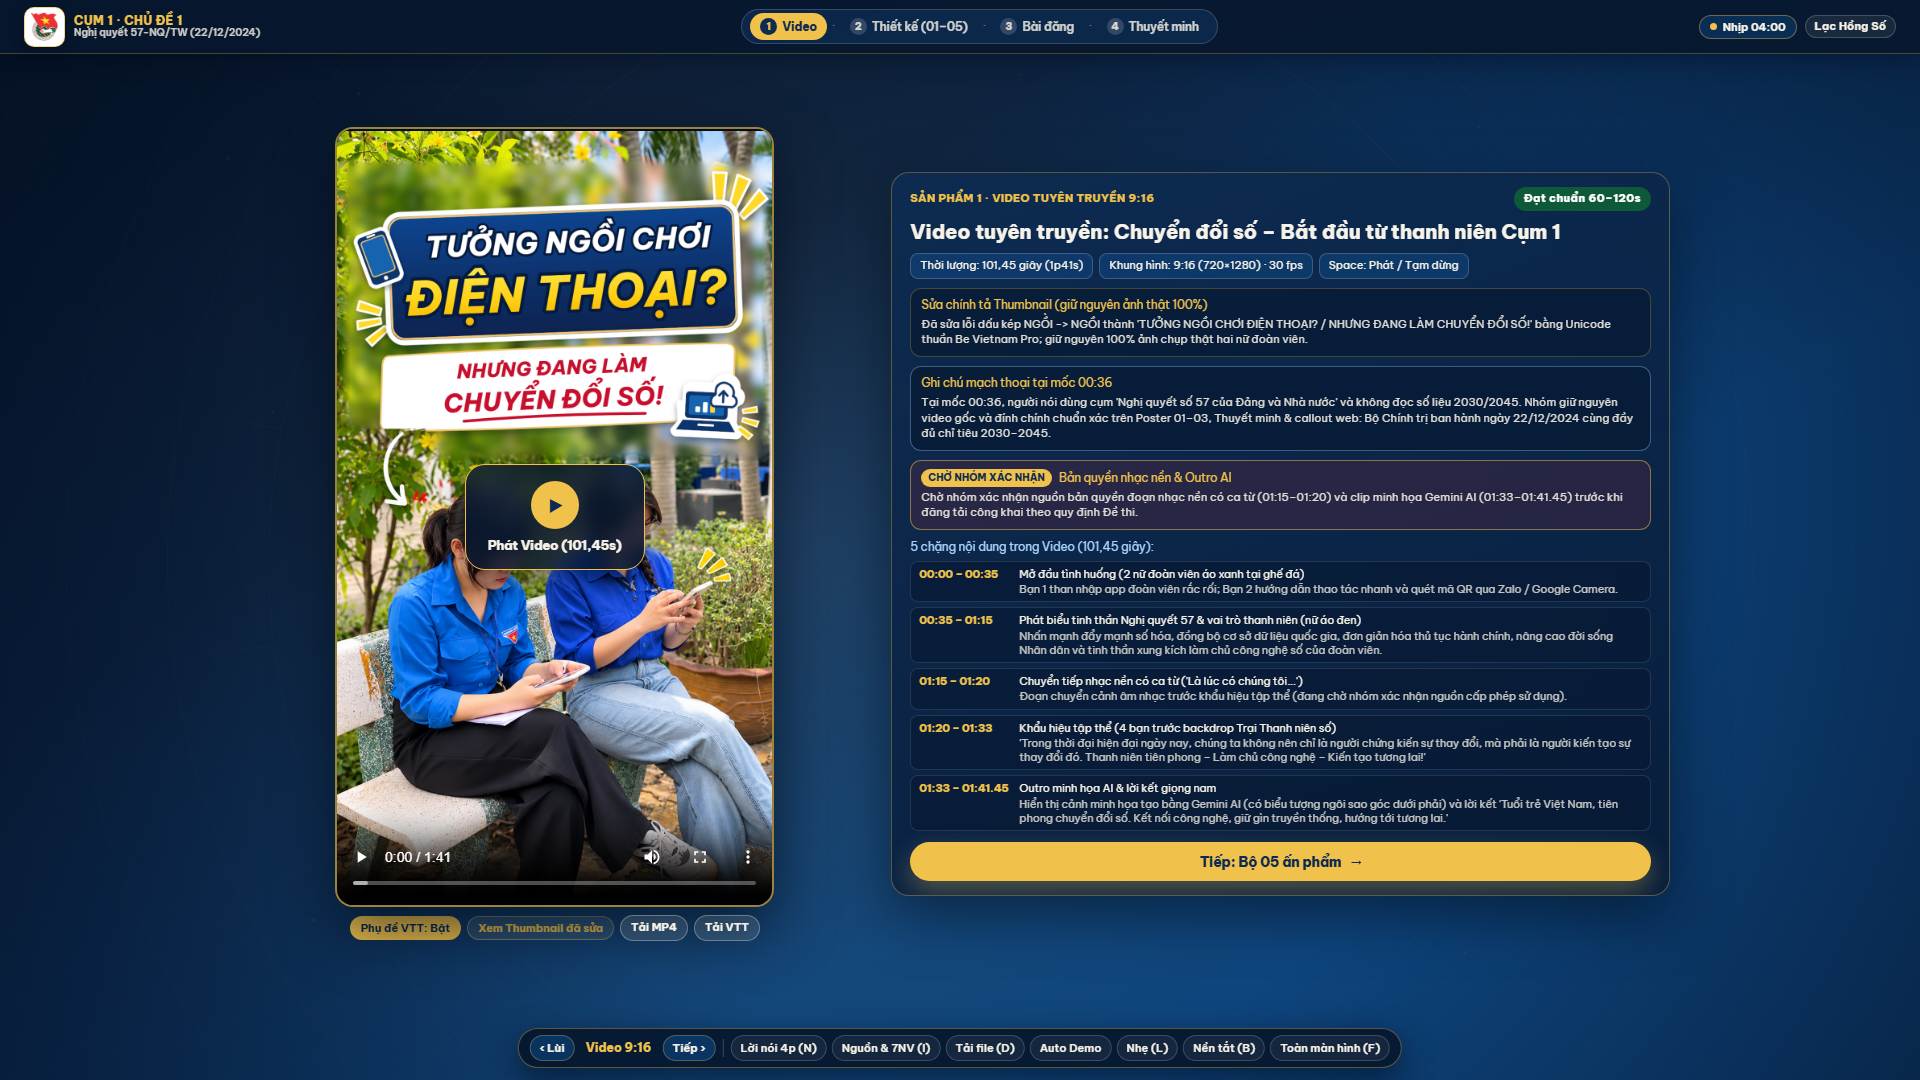 CỤM 1 · CHỦ ĐỀ 1
Nghị quyết 57-NQ/TW (22/12/2024)
1 Video
2 Thiết kế (01–05)
3 Bài đăng
4 Thuyết minh
Nhịp 04:00
Lạc Hồng Số
TƯỞNG NGỒI CHƠI
ĐIỆN THOẠI?
NHƯNG ĐANG LÀM
CHUYỂN ĐỔI SỐ!
Phát Video (101,45s)
0:00 / 1:41
Phụ đề VTT: Bật
Xem Thumbnail đã sửa
Tải MP4
Tải VTT
SẢN PHẨM 1 · VIDEO TUYÊN TRUYỀN 9:16
Đạt chuẩn 60–120s
Video tuyên truyền: Chuyển đổi số – Bắt đầu từ thanh niên Cụm 1
Thời lượng: 101,45 giây (1p41s)
Khung hình: 9:16 (720×1280) · 30 fps
Space: Phát / Tạm dừng
Sửa chính tả Thumbnail (giữ nguyên ảnh thật 100%)
Đã sửa lỗi dấu kép NGỒI -> NGỒI thành 'TƯỞNG NGỒI CHƠI ĐIỆN THOẠI? / NHƯNG ĐANG LÀM CHUYỂN ĐỔI SỐ!' bằng Unicode
thuần Be Vietnam Pro; giữ nguyên 100% ảnh chụp thật hai nữ đoàn viên.
Ghi chú mạch thoại tại mốc 00:36
Tại mốc 00:36, người nói dùng cụm 'Nghị quyết số 57 của Đảng và Nhà nước' và không đọc số liệu 2030/2045. Nhóm giữ nguyên
video gốc và đính chính chuẩn xác trên Poster 01–03, Thuyết minh & callout web: Bộ Chính trị ban hành ngày 22/12/2024 cùng đầy
đủ chỉ tiêu 2030–2045.
CHỜ NHÓM XÁC NHẬN Bản quyền nhạc nền & Outro AI
Chờ nhóm xác nhận nguồn bản quyền đoạn nhạc nền có ca từ (01:15–01:20) và clip minh họa Gemini AI (01:33–01:41.45) trước khi
đăng tải công khai theo quy định Đề thi.
5 chặng nội dung trong Video (101,45 giây):
00:00 – 00:35 Mở đầu tình huống (2 nữ đoàn viên áo xanh tại ghế đá)
Bạn 1 than nhập app đoàn viên rắc rối; Bạn 2 hướng dẫn thao tác nhanh và quét mã QR qua Zalo / Google Camera.
00:35 – 01:15 Phát biểu tinh thần Nghị quyết 57 & vai trò thanh niên (nữ áo đen)
Nhấn mạnh đẩy mạnh số hóa, đồng bộ cơ sở dữ liệu quốc gia, đơn giản hóa thủ tục hành chính, nâng cao đời sống
Nhân dân và tinh thần xung kích làm chủ công nghệ số của đoàn viên.
01:15 – 01:20 Chuyển tiếp nhạc nền có ca từ ('Là lúc có chúng tôi...')
Đoạn chuyển cảnh âm nhạc trước khẩu hiệu tập thể (đang chờ nhóm xác nhận nguồn cấp phép sử dụng).
01:20 – 01:33 Khẩu hiệu tập thể (4 bạn trước backdrop Trại Thanh niên số)
'Trong thời đại hiện đại ngày nay, chúng ta không nên chỉ là người chứng kiến sự thay đổi, mà phải là người kiến tạo sự
thay đổi đó. Thanh niên tiên phong – Làm chủ công nghệ – Kiến tạo tương lai!'
01:33 – 01:41.45 Outro minh họa AI & lời kết giọng nam
Hiển thị cảnh minh họa tạo bằng Gemini AI (có biểu tượng ngôi sao góc dưới phải) và lời kết 'Tuổi trẻ Việt Nam, tiên
phong chuyển đổi số. Kết nối công nghệ, giữ gìn truyền thống, hướng tới tương lai.'
Tiếp: Bộ 05 ấn phẩm →
‹ Lùi
Video 9:16
Tiếp ›
Lời nói 4p (N)
Nguồn & 7NV (I)
Tải file (D)
Auto Demo
Nhẹ (L)
Nền tắt (B)
Toàn màn hình (F)